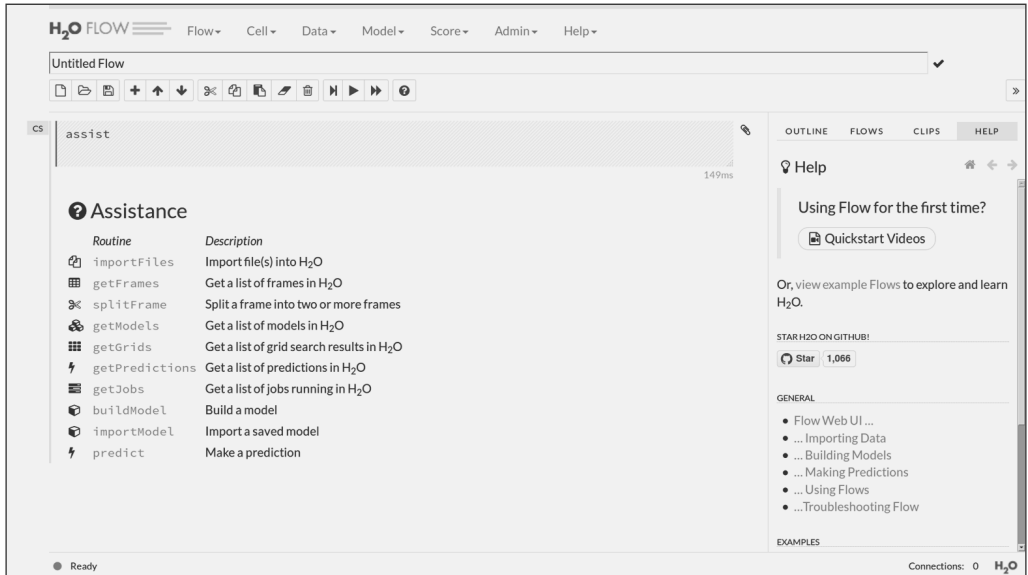 H2O FLOW Flow Cell Data Model Score Admin Help
Untitled Flow
CS
assist
149ms
Assistance
Routine Description
importFiles Import file(s) into H2O
getFrames Get a list of frames in H2O
splitFrame Split a frame into two or more frames
getModels Get a list of models in H2O
getGrids Get a list of grid search results in H2O
getPredictions Get a list of predictions in H2O
getJobs Get a list of jobs running in H2O
buildModel Build a model
importModel Import a saved model
predict Make a prediction
OUTLINE FLOWS CLIPS HELP
Help
Using Flow for the first time?
Quickstart Videos
Or, view example Flows to explore and learn
H2O.
STAR H2O ON GITHUB!
Star 1,066
GENERAL
• Flow Web UI ...
• ... Importing Data
• ... Building Models
• ... Making Predictions
• ... Using Flows
• ...Troubleshooting Flow
EXAMPLES
Ready
Connections: 0 H2O